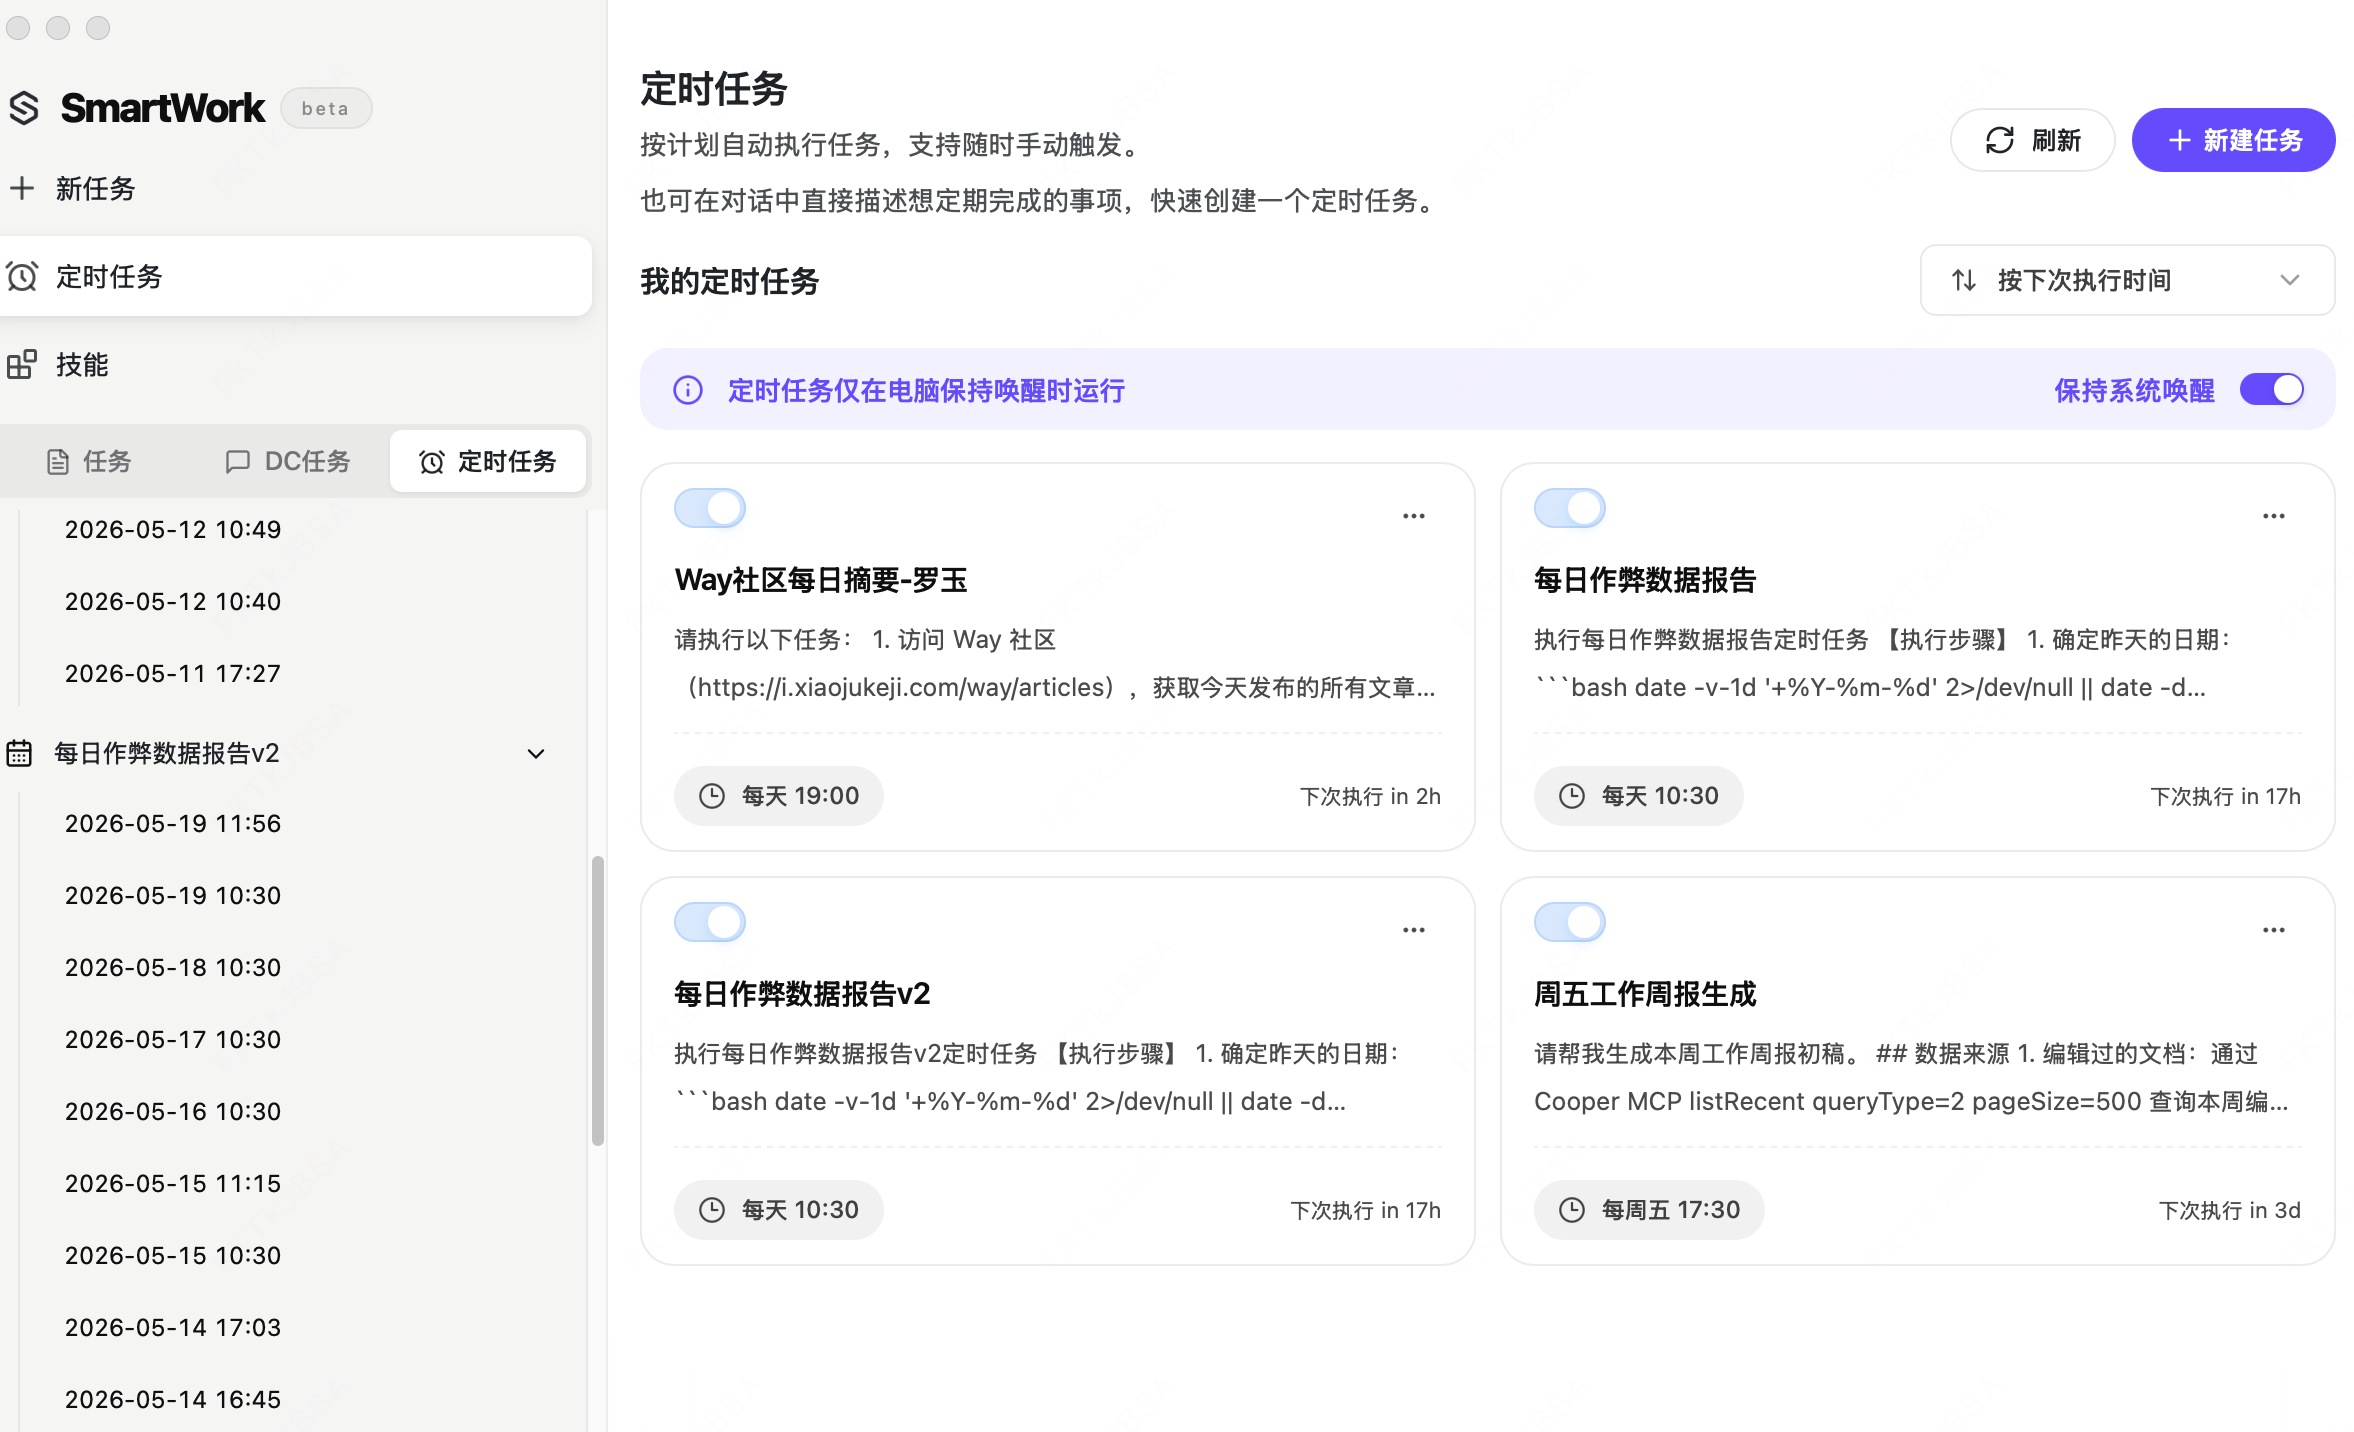 SmartWork beta
新任务
定时任务
技能
任务
DC任务
定时任务
2026-05-12 10:49
2026-05-12 10:40
2026-05-11 17:27
每日作弊数据报告v2
2026-05-19 11:56
2026-05-19 10:30
2026-05-18 10:30
2026-05-17 10:30
2026-05-16 10:30
2026-05-15 11:15
2026-05-15 10:30
2026-05-14 17:03
2026-05-14 16:45
定时任务
按计划自动执行任务，支持随时手动触发。
也可在对话中直接描述想定期完成的事项，快速创建一个定时任务。
刷新
新建任务
我的定时任务
按下次执行时间
定时任务仅在电脑保持唤醒时运行
保持系统唤醒
Way社区每日摘要-罗玉
请执行以下任务： 1. 访问 Way 社区
（https://i.xiaojukeji.com/way/articles），获取今天发布的所有文章...
每天 19:00
下次执行 in 2h
每日作弊数据报告
执行每日作弊数据报告定时任务 【执行步骤】 1. 确定昨天的日期：
```bash date -v-1d '+%Y-%m-%d' 2>/dev/null || date -d...
每天 10:30
下次执行 in 17h
每日作弊数据报告v2
执行每日作弊数据报告v2定时任务 【执行步骤】 1. 确定昨天的日期：
```bash date -v-1d '+%Y-%m-%d' 2>/dev/null || date -d...
每天 10:30
下次执行 in 17h
周五工作周报生成
请帮我生成本周工作周报初稿。 ## 数据来源 1. 编辑过的文档：通过
Cooper MCP listRecent queryType=2 pageSize=500 查询本周编...
每周五 17:30
下次执行 in 3d